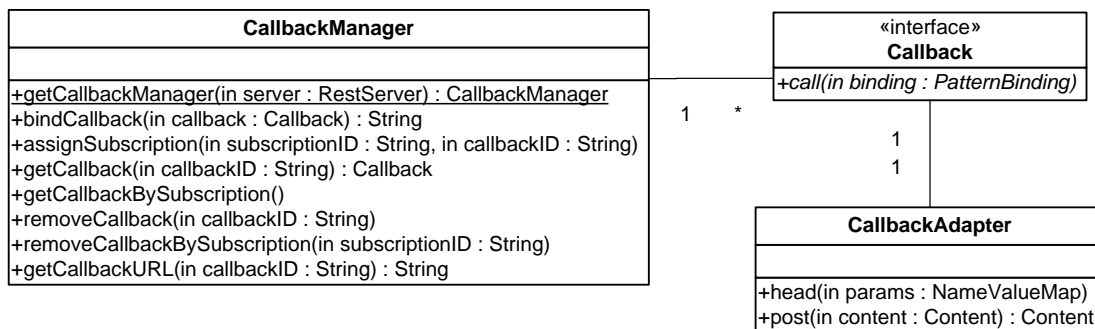 CallbackManager
+getCallbackManager(in server : RestServer) : CallbackManager
+bindCallback(in callback : Callback) : String
+assignSubscription(in subscriptionID : String, in callbackID : String)
+getCallback(in callbackID : String) : Callback
+getCallbackBySubscription()
+removeCallback(in callbackID : String)
+removeCallbackBySubscription(in subscriptionID : String)
+getCallbackURL(in callbackID : String) : String
1
*
«interface»
Callback
+call(in binding : PatternBinding)
1
1
CallbackAdapter
+head(in params : NameValueMap)
+post(in content : Content) : Content